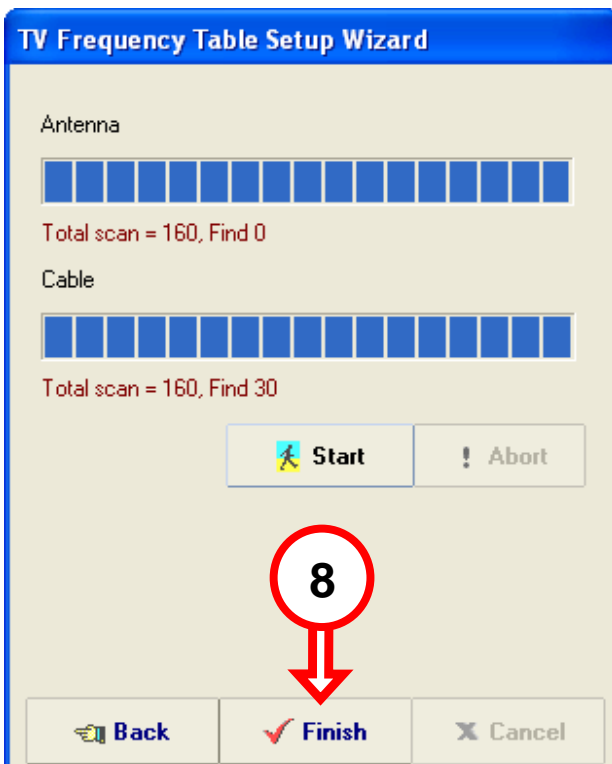 TV Frequency Table Setup Wizard
Antenna
Total scan = 160, Find 0
Cable
Total scan = 160, Find 30
Start
! Abort
8
Back
Finish
X Cancel